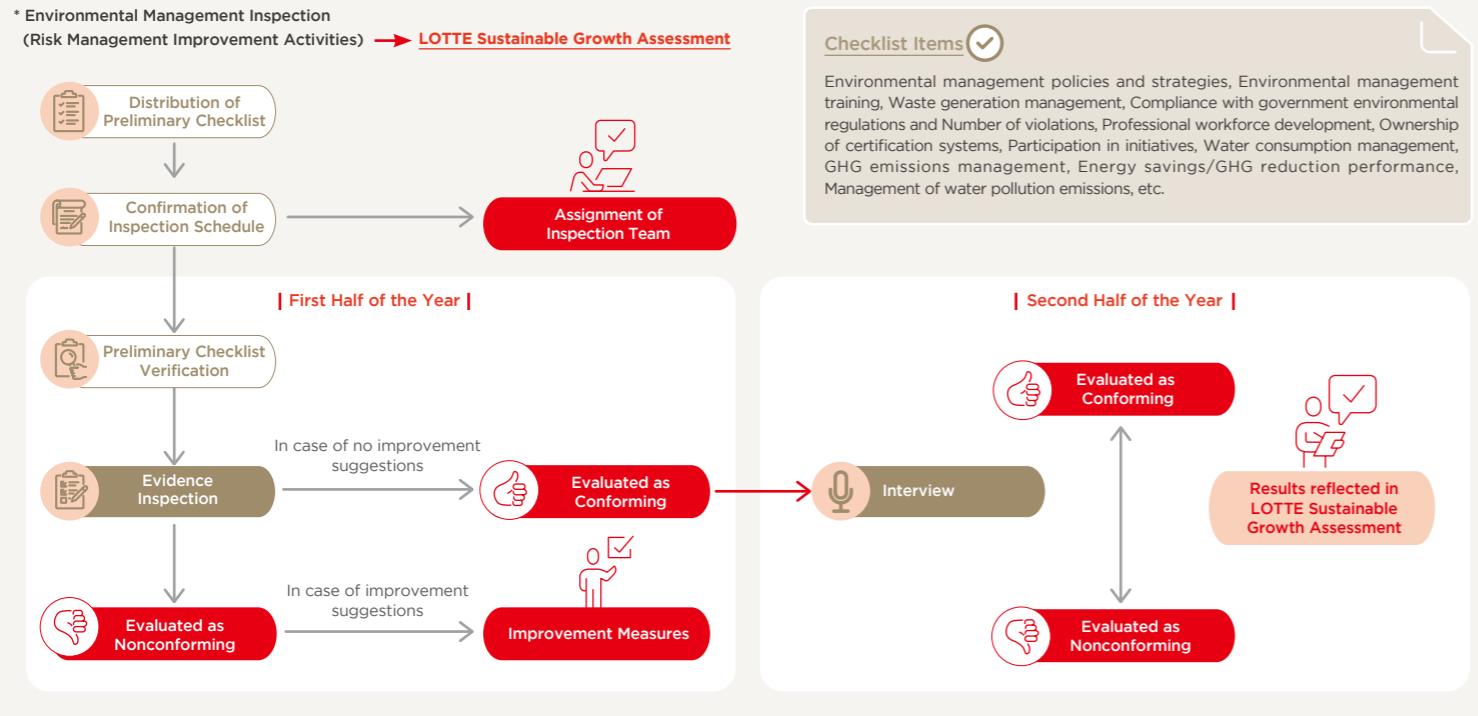 * Environmental Management Inspection
(Risk Management Improvement Activities)
LOTTE Sustainable Growth Assessment
Checklist Items
Environmental management policies and strategies, Environmental management
training, Waste generation management, Compliance with government environmental
regulations and Number of violations, Professional workforce development, Ownership
of certification systems, Participation in initiatives, Water consumption management,
GHG emissions management, Energy savings/GHG reduction performance,
Management of water pollution emissions, etc.
Distribution of
Preliminary Checklist
Confirmation of
Inspection Schedule
Assignment of
Inspection Team
| First Half of the Year |
Preliminary Checklist
Verification
Evidence
Inspection
In case of no improvement
suggestions
Evaluated as
Conforming
Evaluated as
Nonconforming
In case of improvement
suggestions
Improvement Measures
| Second Half of the Year |
Interview
Evaluated as
Conforming
Evaluated as
Nonconforming
Results reflected in
LOTTE Sustainable
Growth Assessment